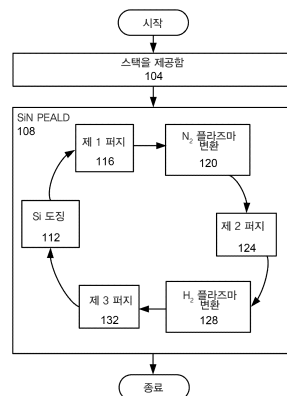 시작
스택을 제공함
104
SiN PEALD
108
제 1 퍼지
116
N₂ 플라즈마
변환
120
Si 도징
112
제 2 퍼지
124
제 3 퍼지
132
H₂ 플라즈마
변환
128
종료